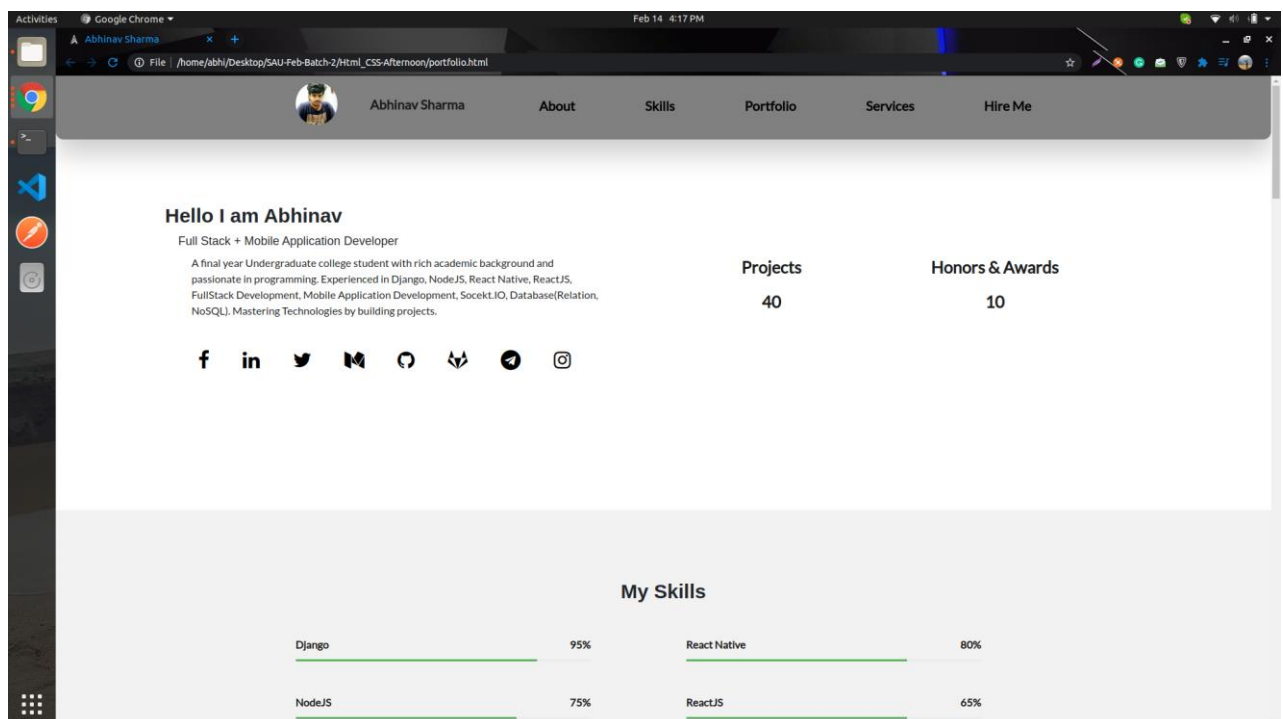 Activities
Google Chrome
Feb 14 4:17 PM
Abhinav Sharma
File
/home/abhi/Desktop/SAU-Feb-Batch-2/Html_CSS-Afternoon/portfolio.html
Abhinav Sharma
About
Skills
Portfolio
Services
Hire Me
Hello I am Abhinav
Full Stack + Mobile Application Developer
A final year Undergraduate college student with rich academic background and
passionate in programming. Experienced in Django, NodeJS, React Native, ReactJS,
FullStack Development, Mobile Application Development, Socekt.IO, Database(Relation,
NoSQL). Mastering Technologies by building projects.
Projects
40
Honors & Awards
10
My Skills
Django 95%
React Native 80%
NodeJS 75%
ReactJS 65%